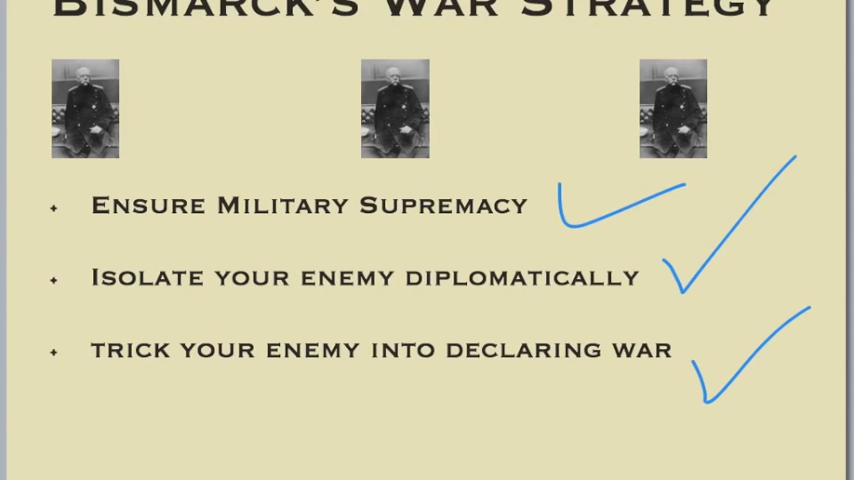 BISMARCK'S WAR STRATEGY
ENSURE MILITARY SUPREMACY
ISOLATE YOUR ENEMY DIPLOMATICALLY
TRICK YOUR ENEMY INTO DECLARING WAR